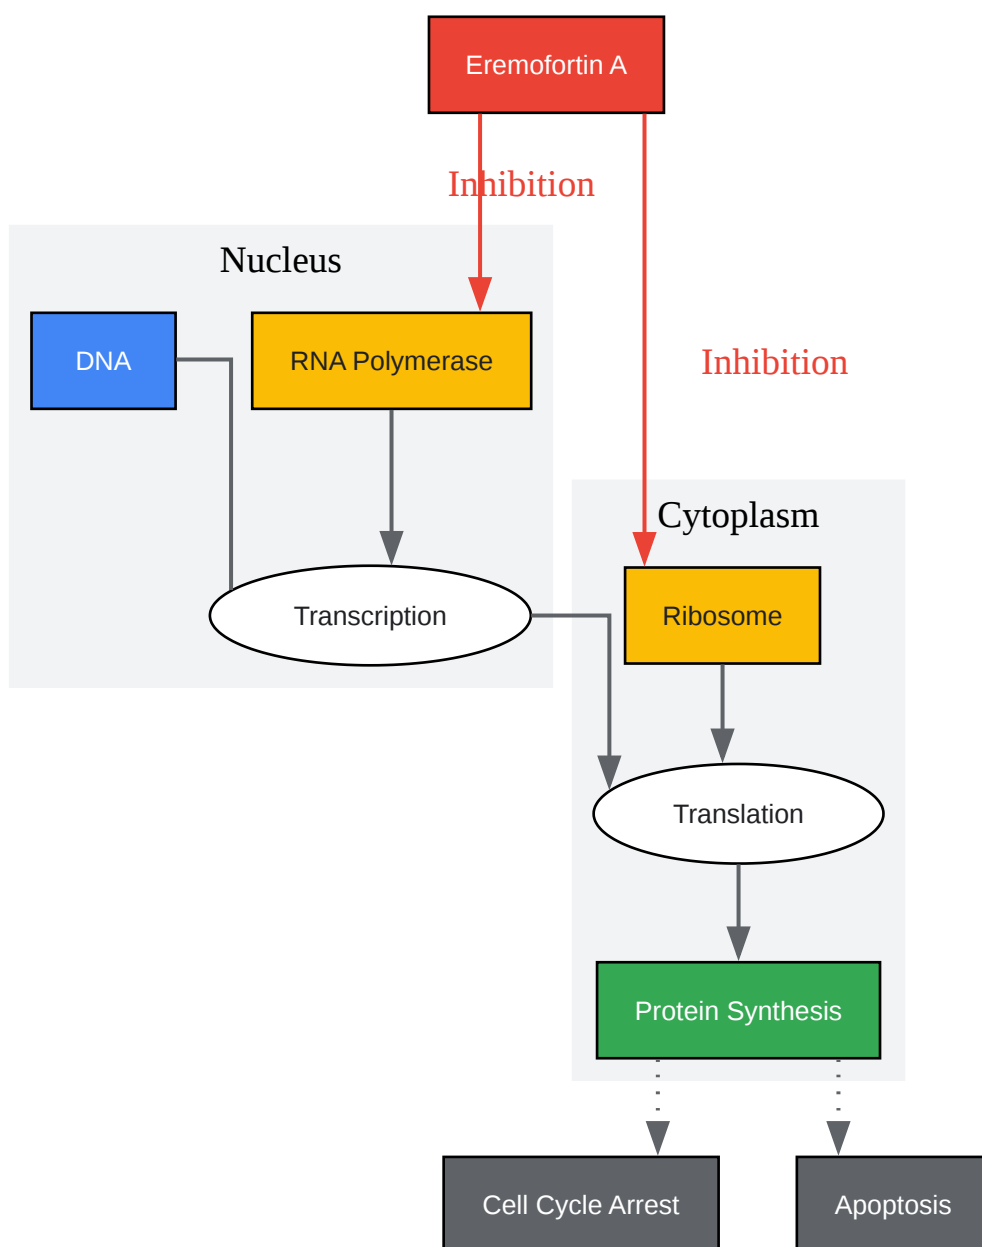 Eremofortin A
Inhibition
Nucleus
DNA
RNA Polymerase
Inhibition
Cytoplasm
Transcription
Ribosome
Translation
Protein Synthesis
Cell Cycle Arrest
Apoptosis